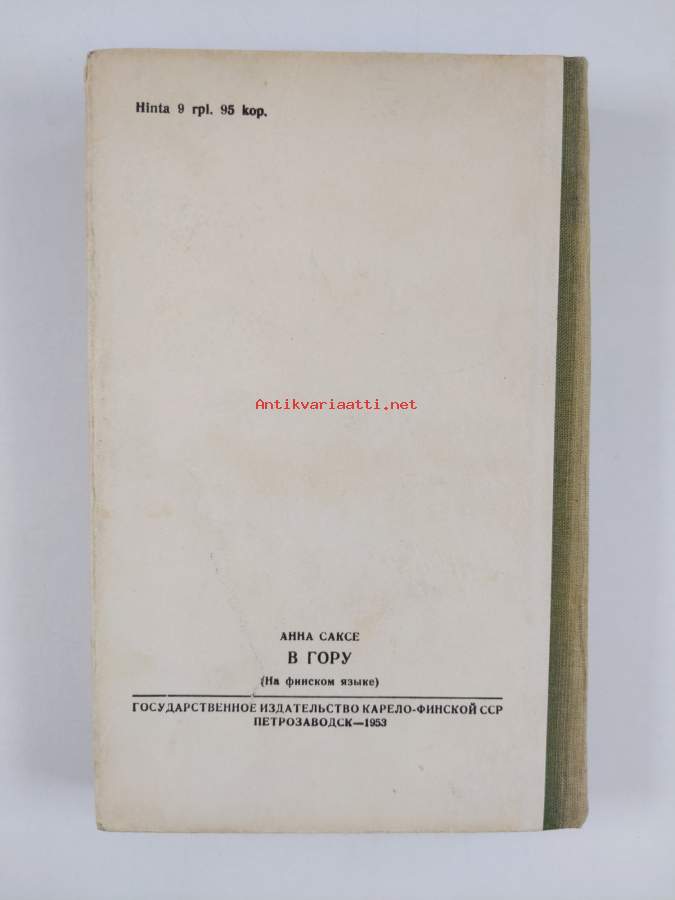 Hinta 9 rpl. 95 kop.
Antikvariaatti.net
АННА САКСЕ
В ГОРУ
(На финском языке)
ГОСУДАРСТВЕННОЕ ИЗДАТЕЛЬСТВО КАРЕЛО-ФИНСКОЙ ССР
ПЕТРОЗАВОДСК—1953